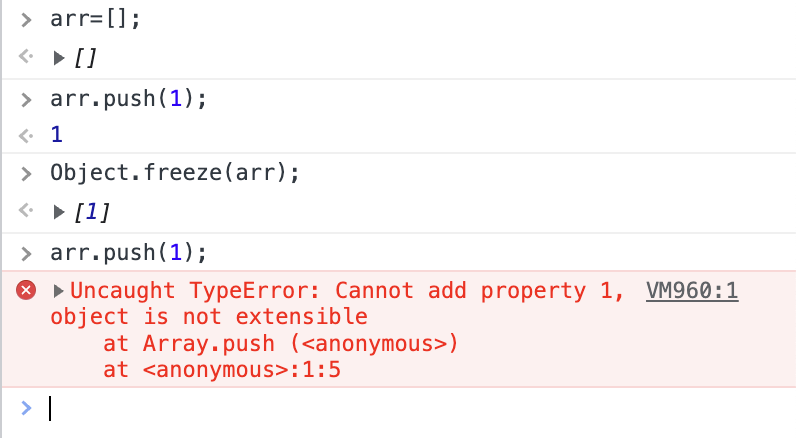 > arr=[];
<· ▶ []
> arr.push(1);
<· 1
> Object.freeze(arr);
<· ▶ [1]
> arr.push(1);
▶ Uncaught TypeError: Cannot add property 1, VM960:1
object is not extensible
    at Array.push (<anonymous>)
    at <anonymous>:1:5
>